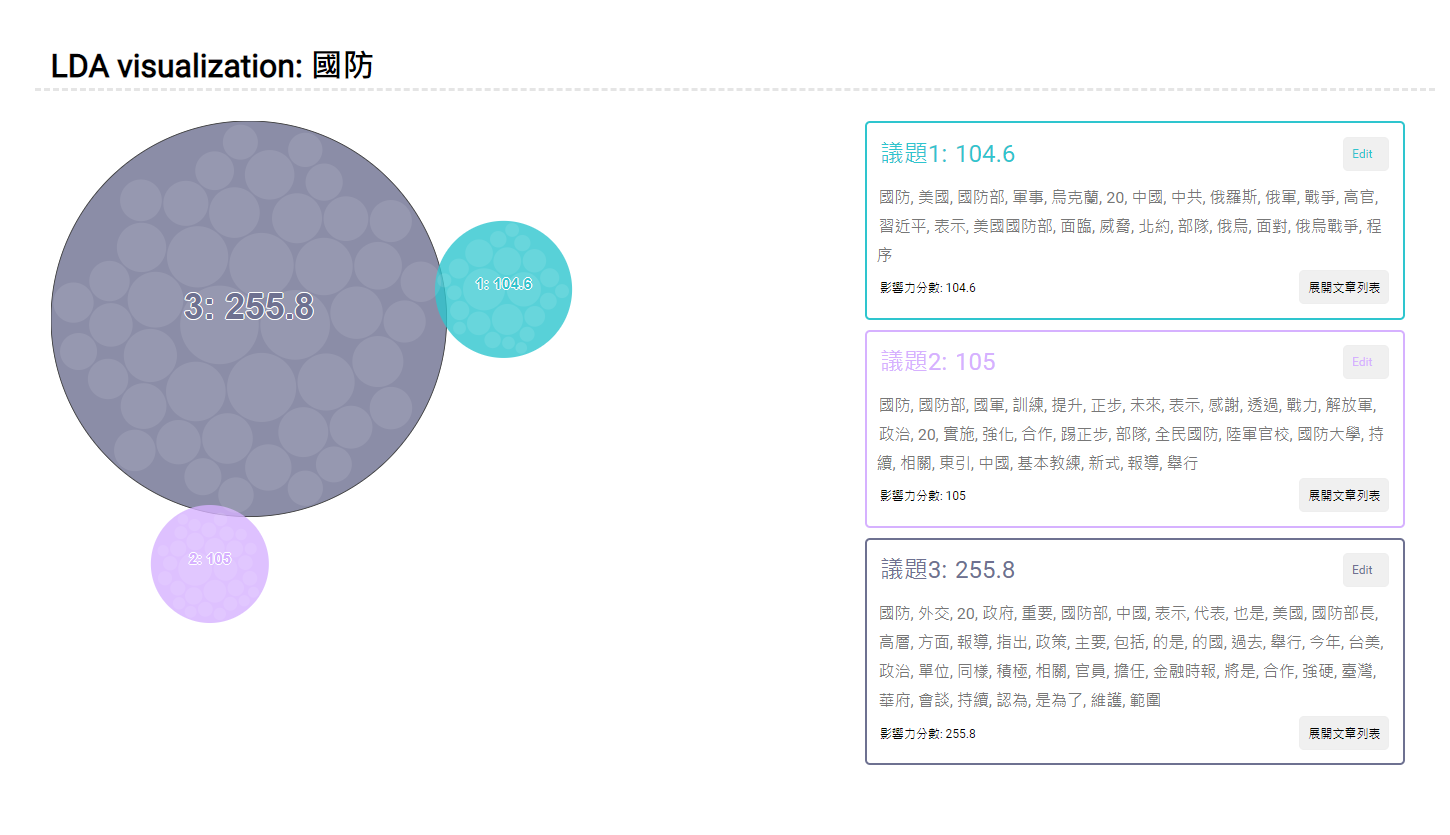 LDA visualization: 國防
3: 255.8
1: 104.6
2: 105
議題1: 104.6
Edit
國防, 美國, 國防部, 軍事, 烏克蘭, 20, 中國, 中共, 俄羅斯, 俄軍, 戰爭, 高官,
習近平, 表示, 美國國防部, 面臨, 威脅, 北約, 部隊, 俄烏, 面對, 俄烏戰爭, 程
序
影響力分數: 104.6
展開文章列表
議題2: 105
Edit
國防, 國防部, 國軍, 訓練, 提升, 正步, 未來, 表示, 感謝, 透過, 戰力, 解放軍,
政治, 20, 實施, 強化, 合作, 踢正步, 部隊, 全民國防, 陸軍官校, 國防大學, 持
續, 相關, 東引, 中國, 基本教練, 新式, 報導, 舉行
影響力分數: 105
展開文章列表
議題3: 255.8
Edit
國防, 外交, 20, 政府, 重要, 國防部, 中國, 表示, 代表, 也是, 美國, 國防部長,
高層, 方面, 報導, 指出, 政策, 主要, 包括, 的是, 的國, 過去, 舉行, 今年, 台美,
政治, 單位, 同樣, 積極, 相關, 官員, 擔任, 金融時報, 將是, 合作, 強硬, 臺灣,
華府, 會談, 持續, 認為, 是為了, 維護, 範圍
影響力分數: 255.8
展開文章列表